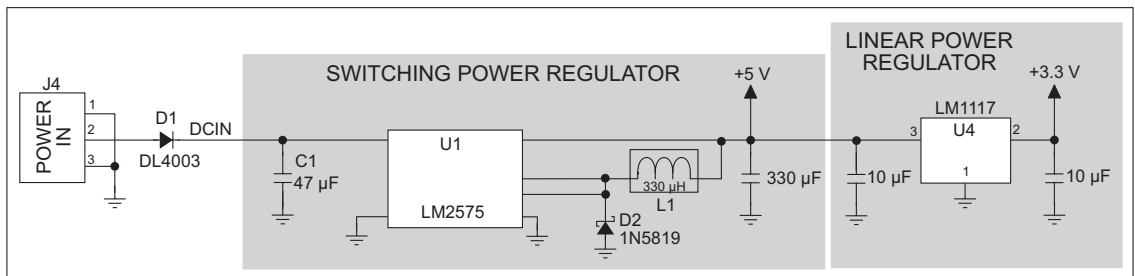 SWITCHING POWER REGULATOR
LINEAR POWER
REGULATOR
J4
POWER
IN
1
2
3
D1
DL4003
DCIN
C1
47 µF
U1
LM2575
330 µH
L1
D2
1N5819
+5 V
330 µF
10 µF
LM1117
3
U4
2
1
+3.3 V
10 µF